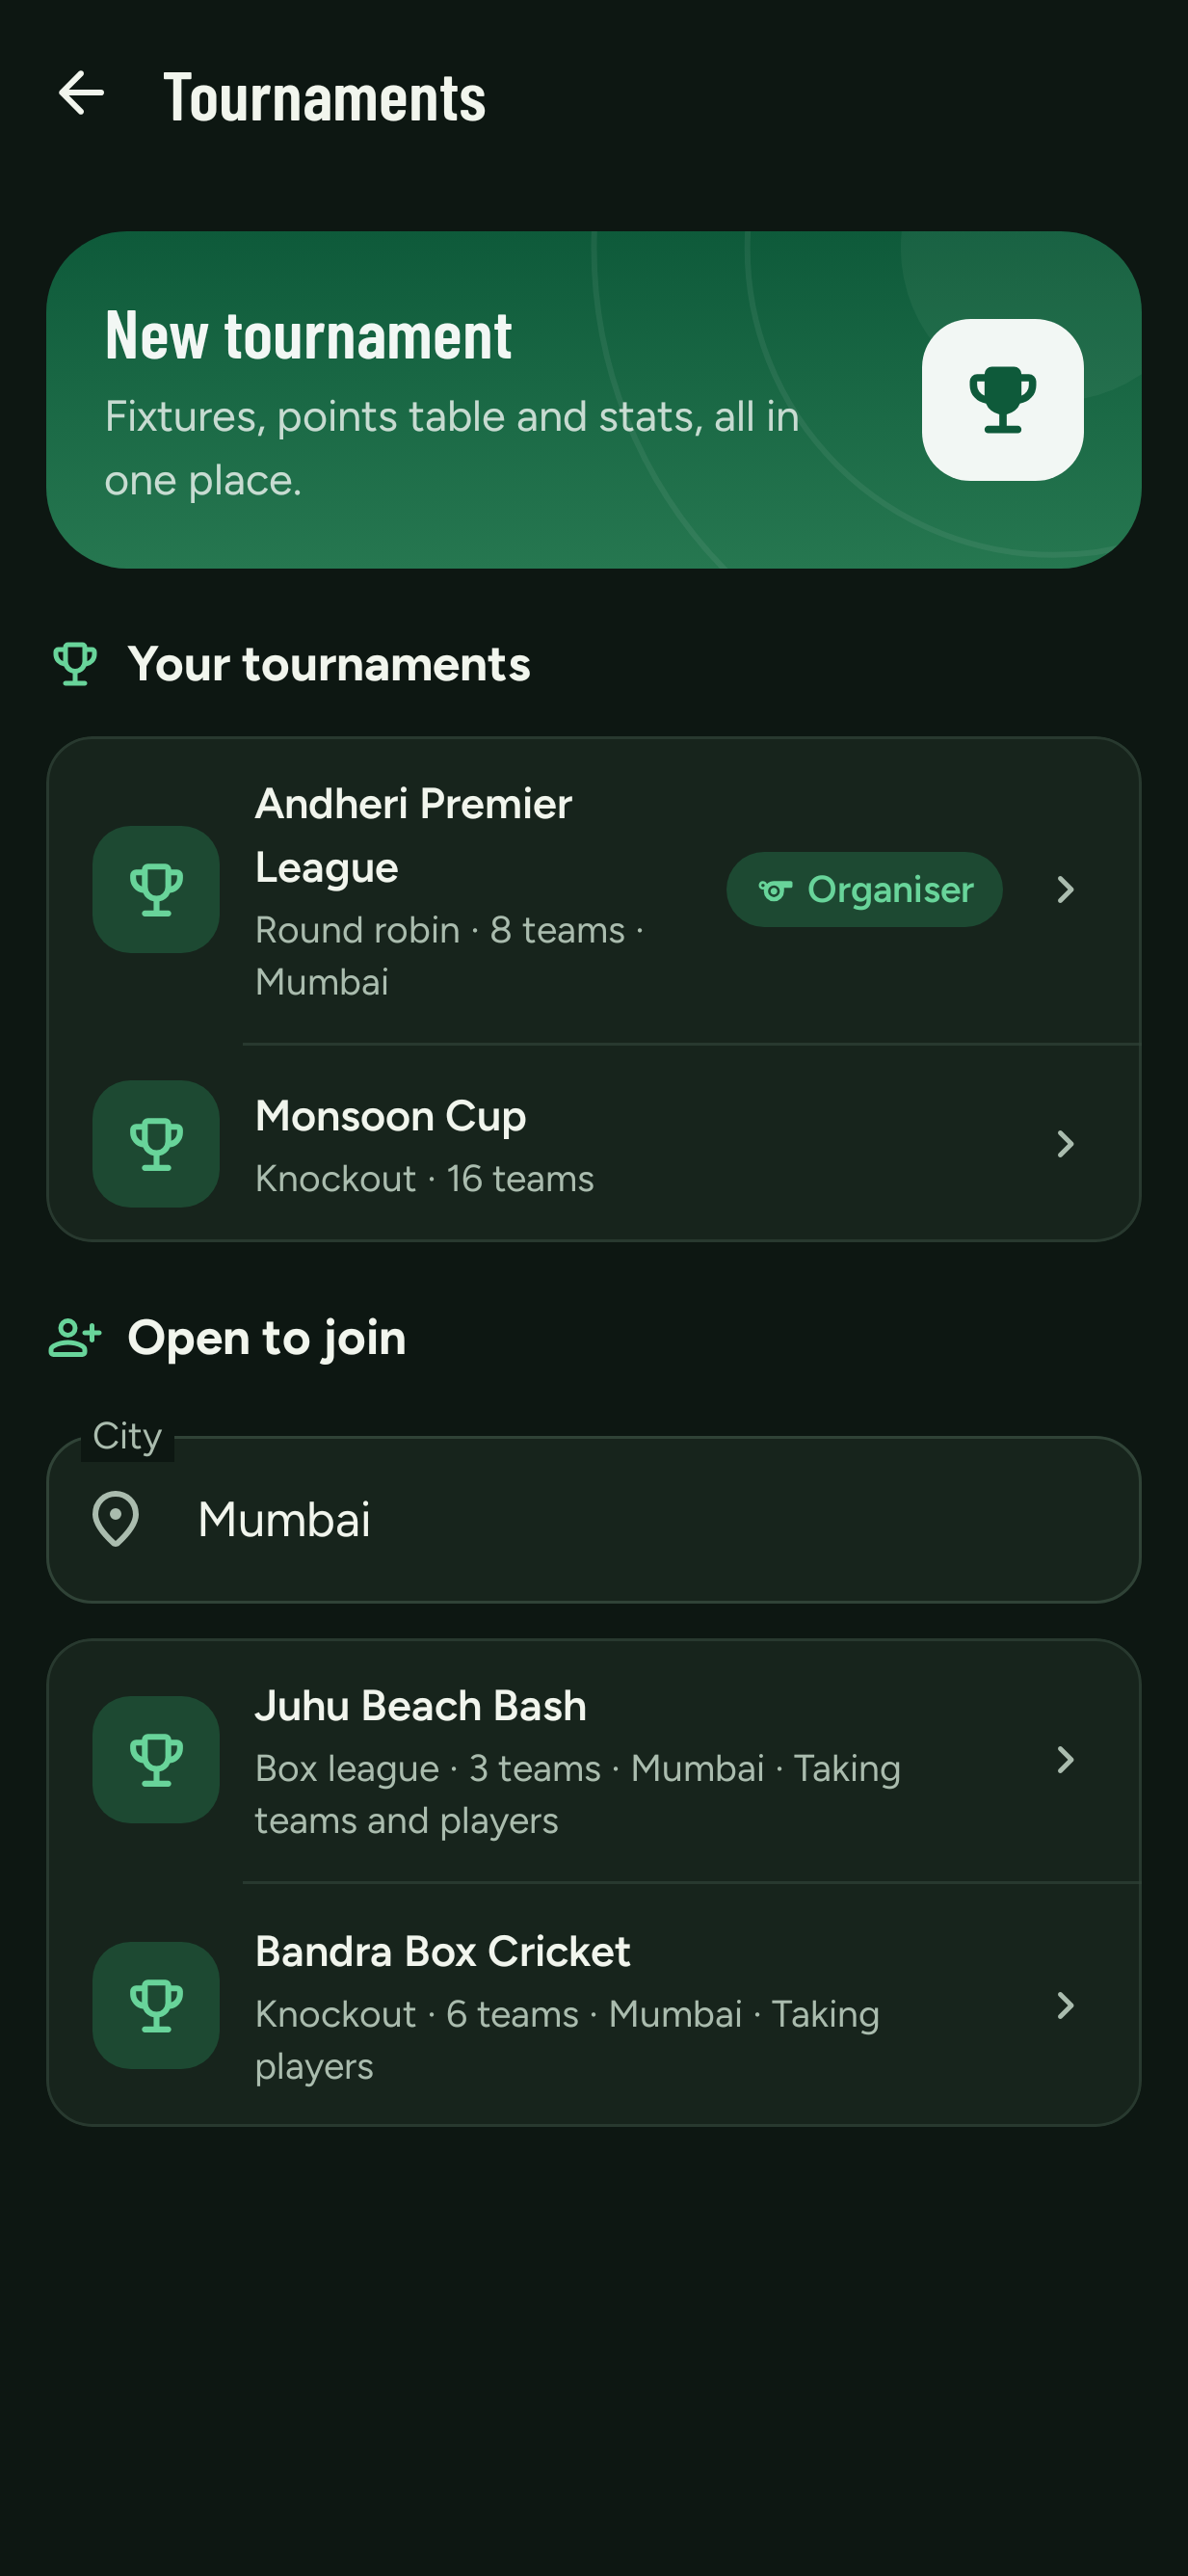 Tournaments
New tournament
Fixtures, points table and stats, all in
one place.
Your tournaments
Andheri Premier
League
Round robin · 8 teams ·
Mumbai
Organiser
Monsoon Cup
Knockout · 16 teams
Open to join
City
Mumbai
Juhu Beach Bash
Box league · 3 teams · Mumbai · Taking
teams and players
Bandra Box Cricket
Knockout · 6 teams · Mumbai · Taking
players